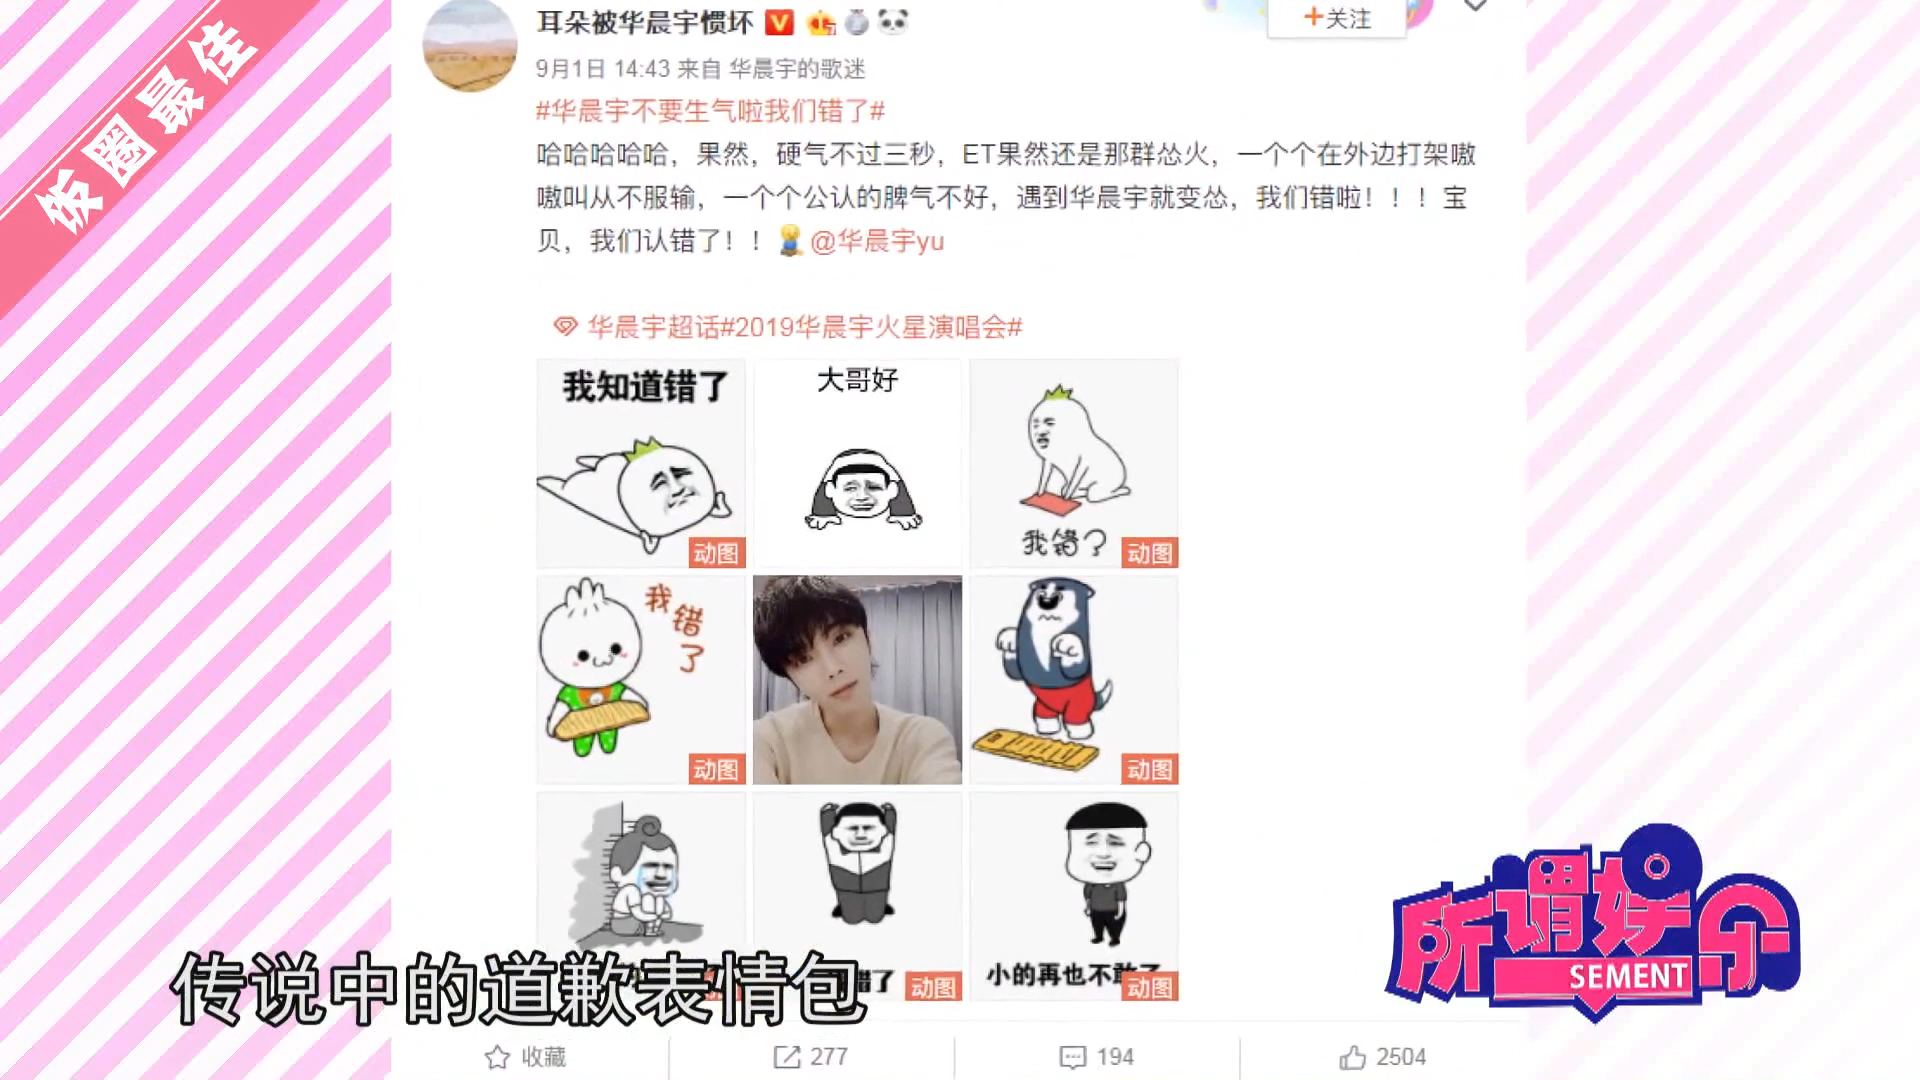 饭圈最佳
耳朵被华晨宇惯坏
+关注
9月1日 14:43 来自 华晨宇的歌迷
#华晨宇不要生气啦我们错了#
哈哈哈哈哈，果然，硬气不过三秒，ET果然还是那群怂火，一个个在外边打架嗷
嗷叫从不服输，一个个公认的脾气不好，遇到华晨宇就变怂，我们错啦！！！宝
贝，我们认错了！！@华晨宇yu
华晨宇超话#2019华晨宇火星演唱会#
我知道错了
动图
大哥好
我错?
动图
我错了
动图
动图
错了
动图
小的再也不敢了
动图
传说中的道歉表情包
所谓娱乐
SEMENT
收藏
277
194
2504